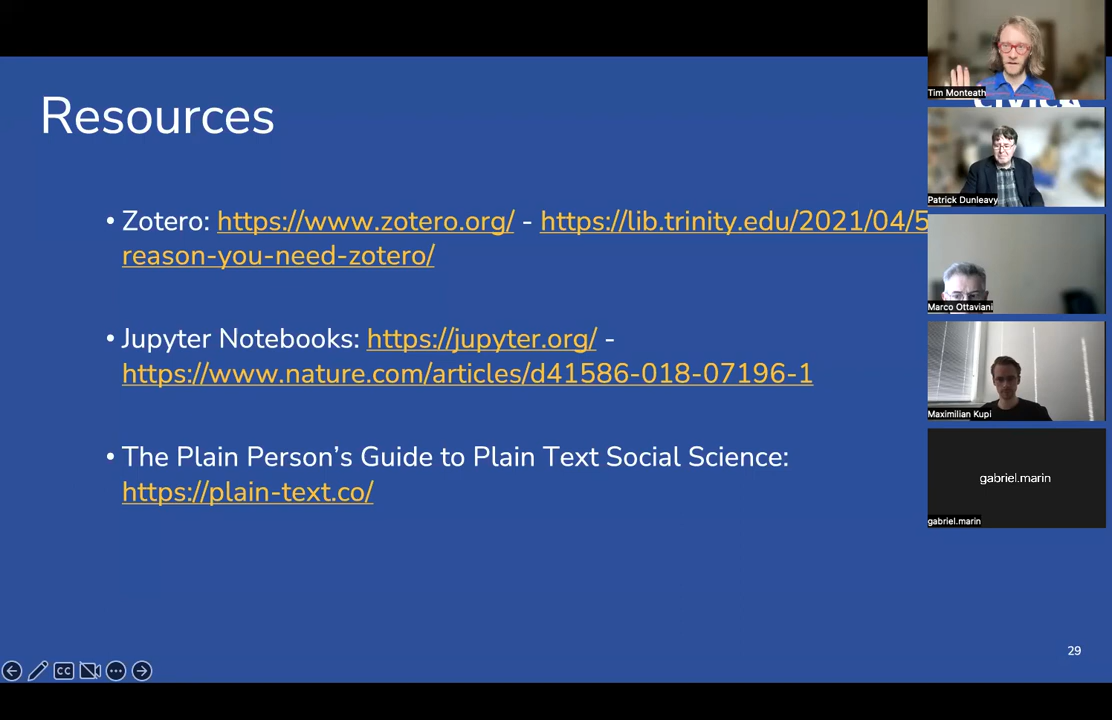 Resources
• Zotero: https://www.zotero.org/ - https://lib.trinity.edu/2021/04/5
reason-you-need-zotero/
• Jupyter Notebooks: https://jupyter.org/ -
https://www.nature.com/articles/d41586-018-07196-1
• The Plain Person’s Guide to Plain Text Social Science:
https://plain-text.co/
29
CC
Tim Monteath
Patrick Dunleavy
Marco Ottaviani
Maximilian Kupi
gabriel.marin
gabriel.marin